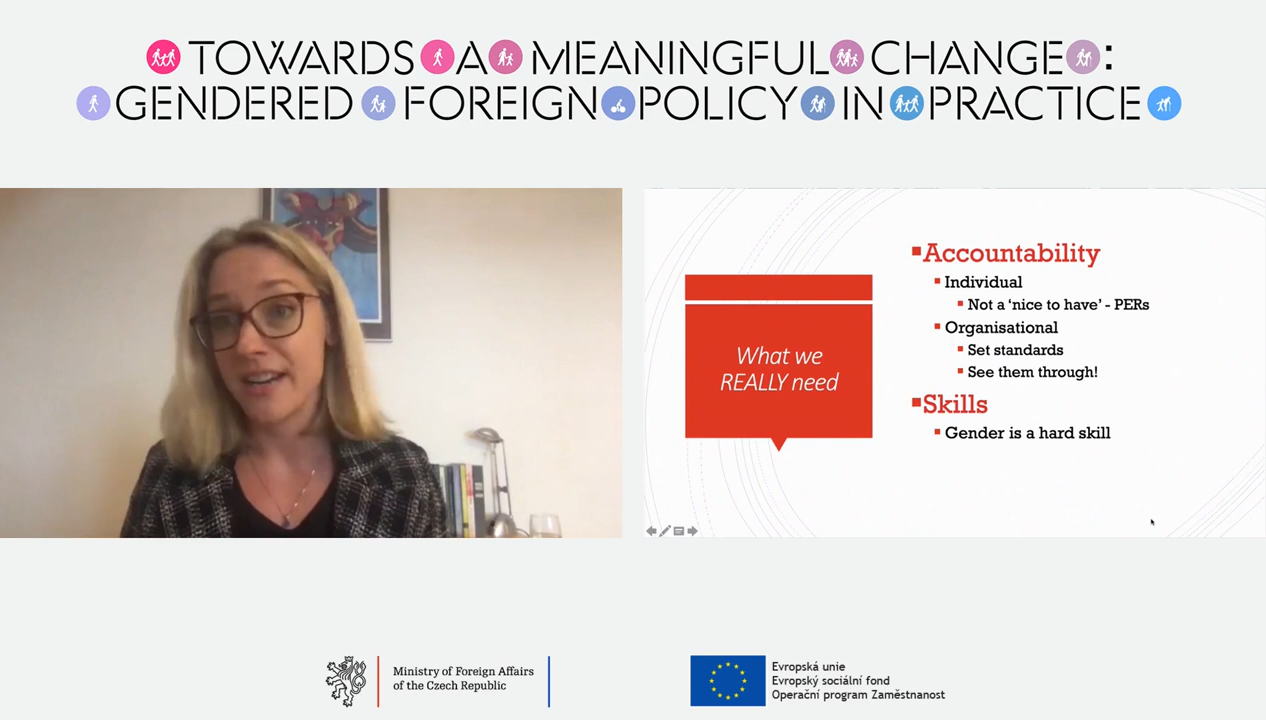 TOWARDS A MEANINGFUL CHANGE:
GENDERED FOREIGN POLICY IN PRACTICE
What we
REALLY need
Accountability
Individual
Not a ‘nice to have’ - PERs
Organisational
Set standards
See them through!
Skills
Gender is a hard skill
Ministry of Foreign Affairs
of the Czech Republic
Evropská unie
Evropský sociální fond
Operační program Zaměstnanost